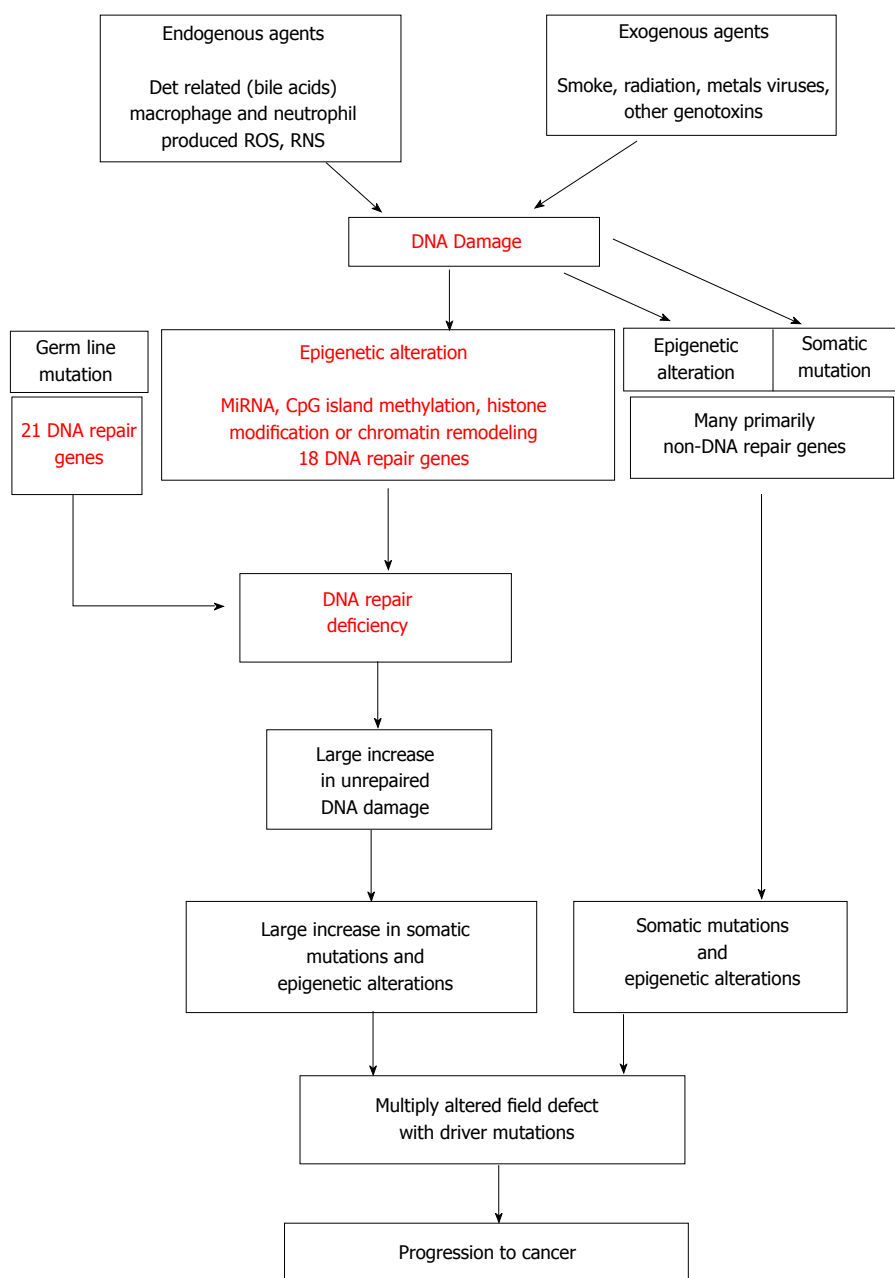 Endogenous agents
Det related (bile acids)
macrophage and neutrophil
produced ROS, RNS
Exogenous agents
Smoke, radiation, metals viruses,
other genotoxins
DNA Damage
Germ line
mutation
21 DNA repair
genes
Epigenetic alteration
MiRNA, CpG island methylation, histone
modification or chromatin remodeling
18 DNA repair genes
Epigenetic
alteration
Somatic
mutation
Many primarily
non-DNA repair genes
DNA repair
deficiency
Large increase
in unrepaired
DNA damage
Large increase in somatic
mutations and
epigenetic alterations
Somatic mutations
and
epigenetic alterations
Multiply altered field defect
with driver mutations
Progression to cancer